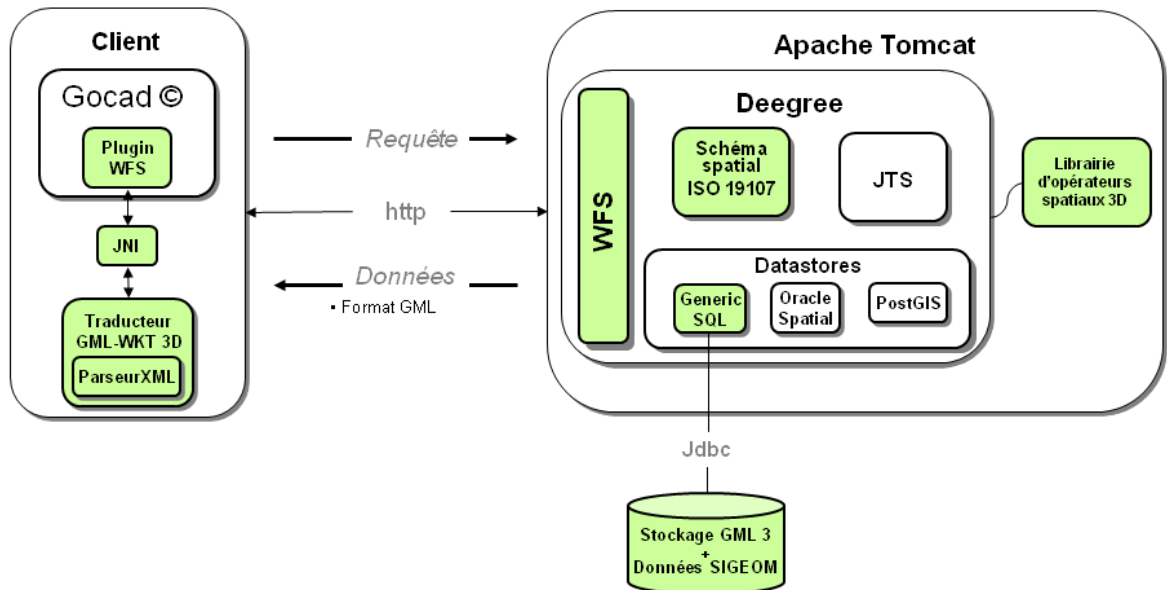 Client
Gocad ©
Plugin
WFS
JNI
Traducteur
GML-WKT 3D
ParseurXML
Requête
http
Données
▪ Format GML
Apache Tomcat
Deegree
WFS
Schéma
spatial
ISO 19107
JTS
Librairie
d'opérateurs
spatiaux 3D
Datastores
Generic
SQL
Oracle
Spatial
PostGIS
Jdbc
Stockage GML 3
+
Données SIGEOM